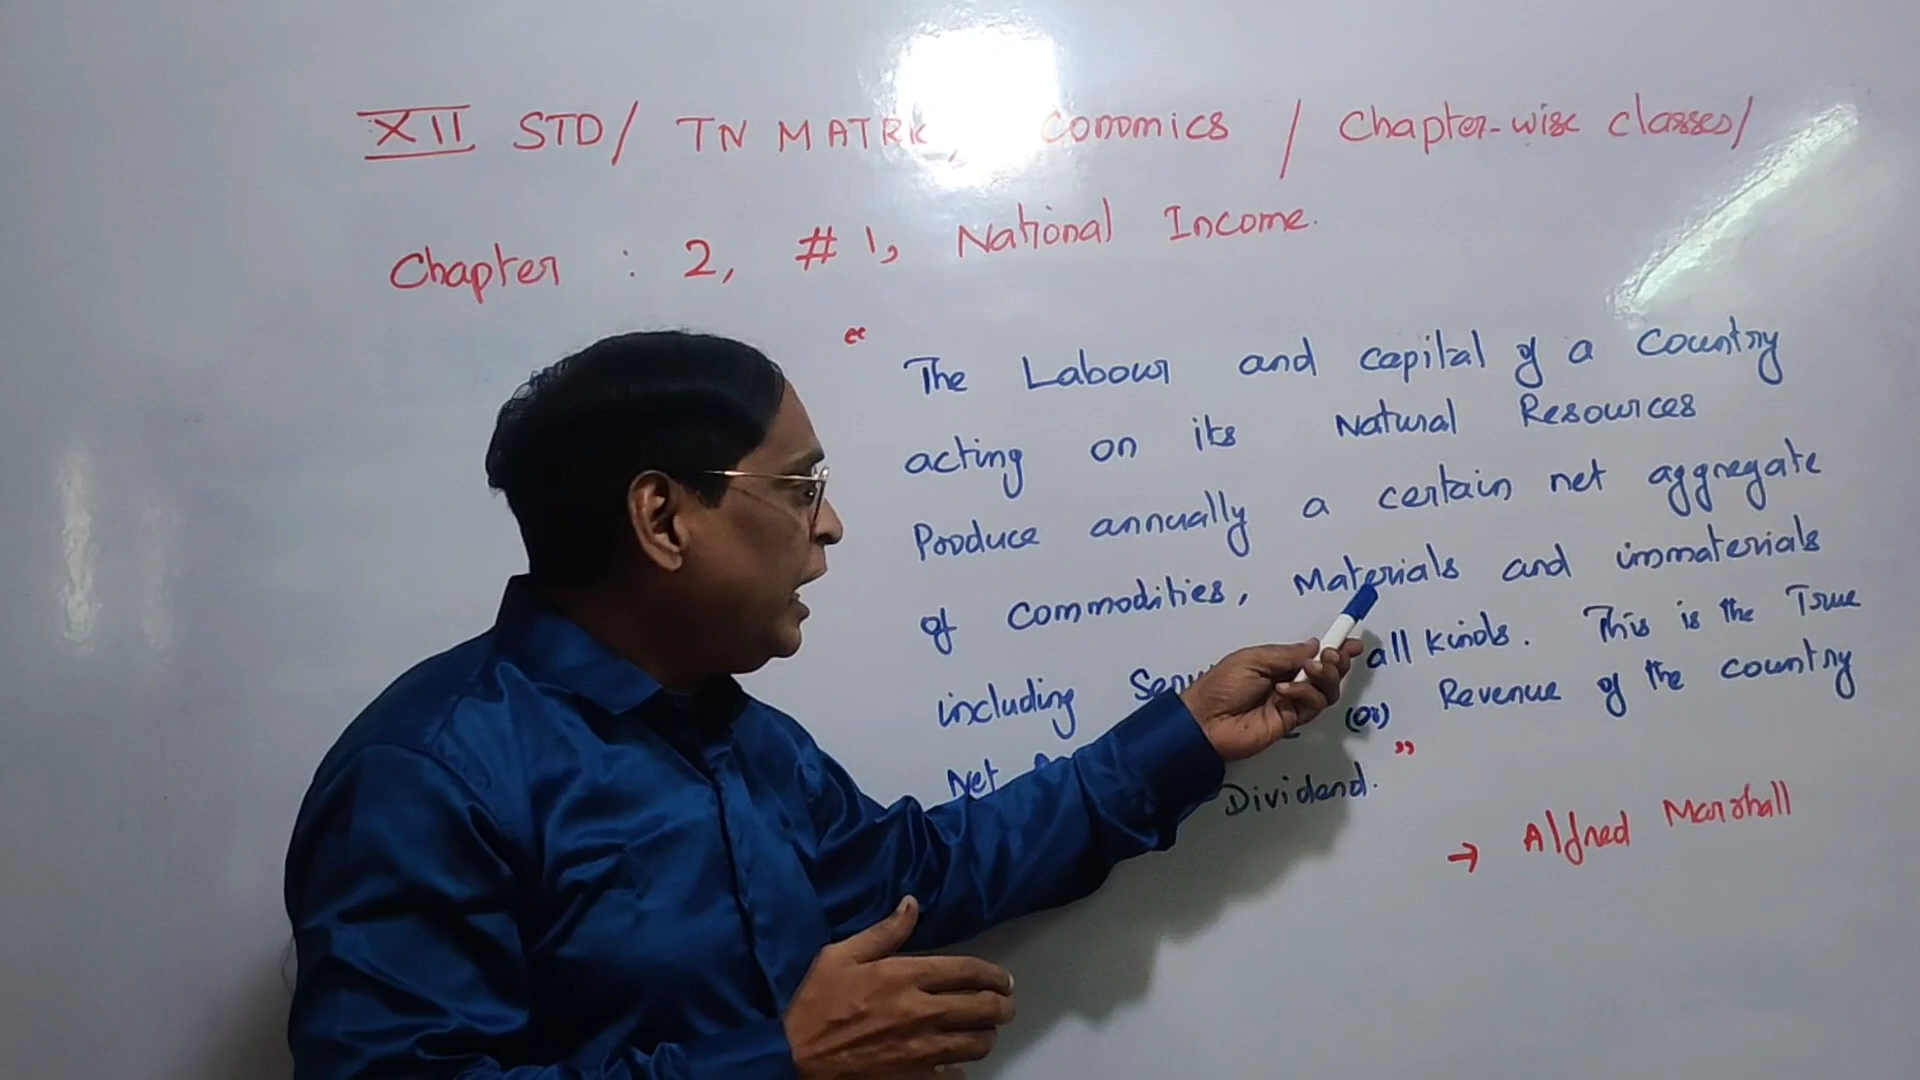 XII STD/ TN MATRIC, Economics / Chapter-wise classes/
Chapter : 2, #1, National Income.
“ The Labour and capital of a Country
acting on its Natural Resources
Produce annually a certain net aggregate
of Commodities, Materials and immaterials
including all kinds. This is the True
Net (or) Revenue of the country
Dividend. ”
→ Alfred Marshall